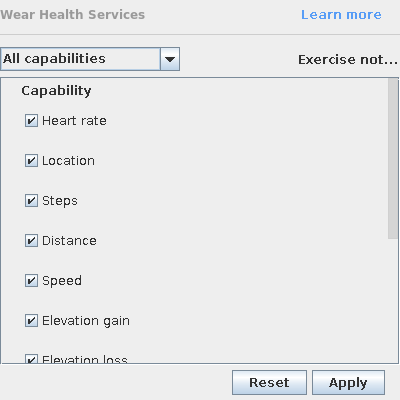 Wear Health Services
Learn more
All capabilities
Exercise not...
Capability
Heart rate
Location
Steps
Distance
Speed
Elevation gain
Elevation loss
Reset
Apply